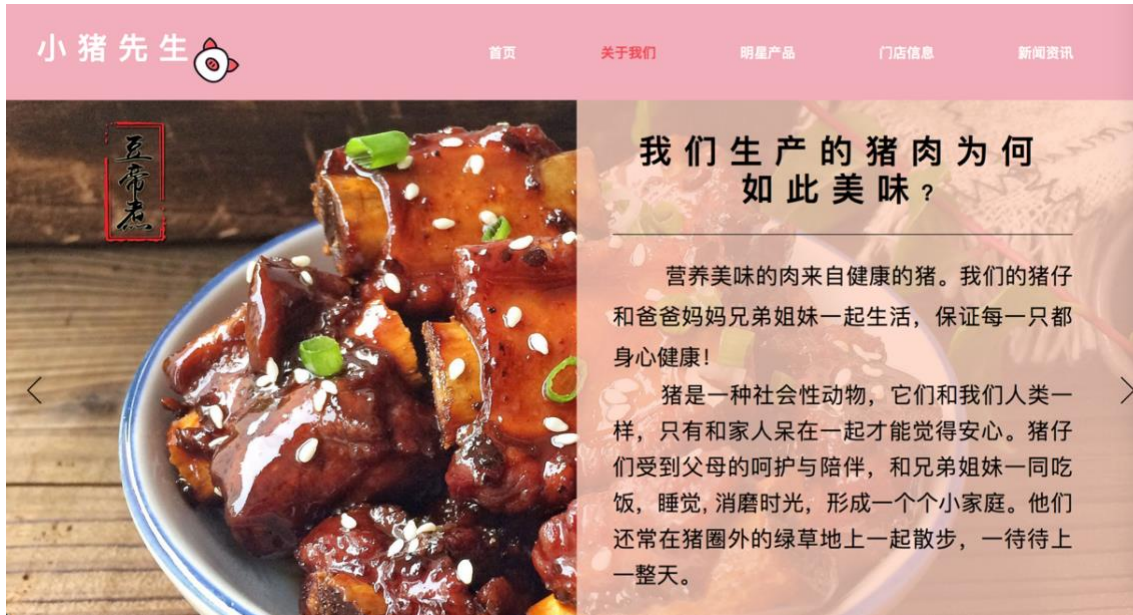 小猪先生
首页 关于我们 明星产品 门店信息 新闻资讯
豆帝煮
我们生产的猪肉为何
如此美味?
营养美味的肉来自健康的猪。我们的猪仔
和爸爸妈妈兄弟姐妹一起生活，保证每一只都
身心健康！
猪是一种社会性动物，它们和我们人类一
样，只有和家人呆在一起才能觉得安心。猪仔
们受到父母的呵护与陪伴，和兄弟姐妹一同吃
饭，睡觉,消磨时光，形成一个个小家庭。他们
还常在猪圈外的绿草地上一起散步，一待待上
一整天。